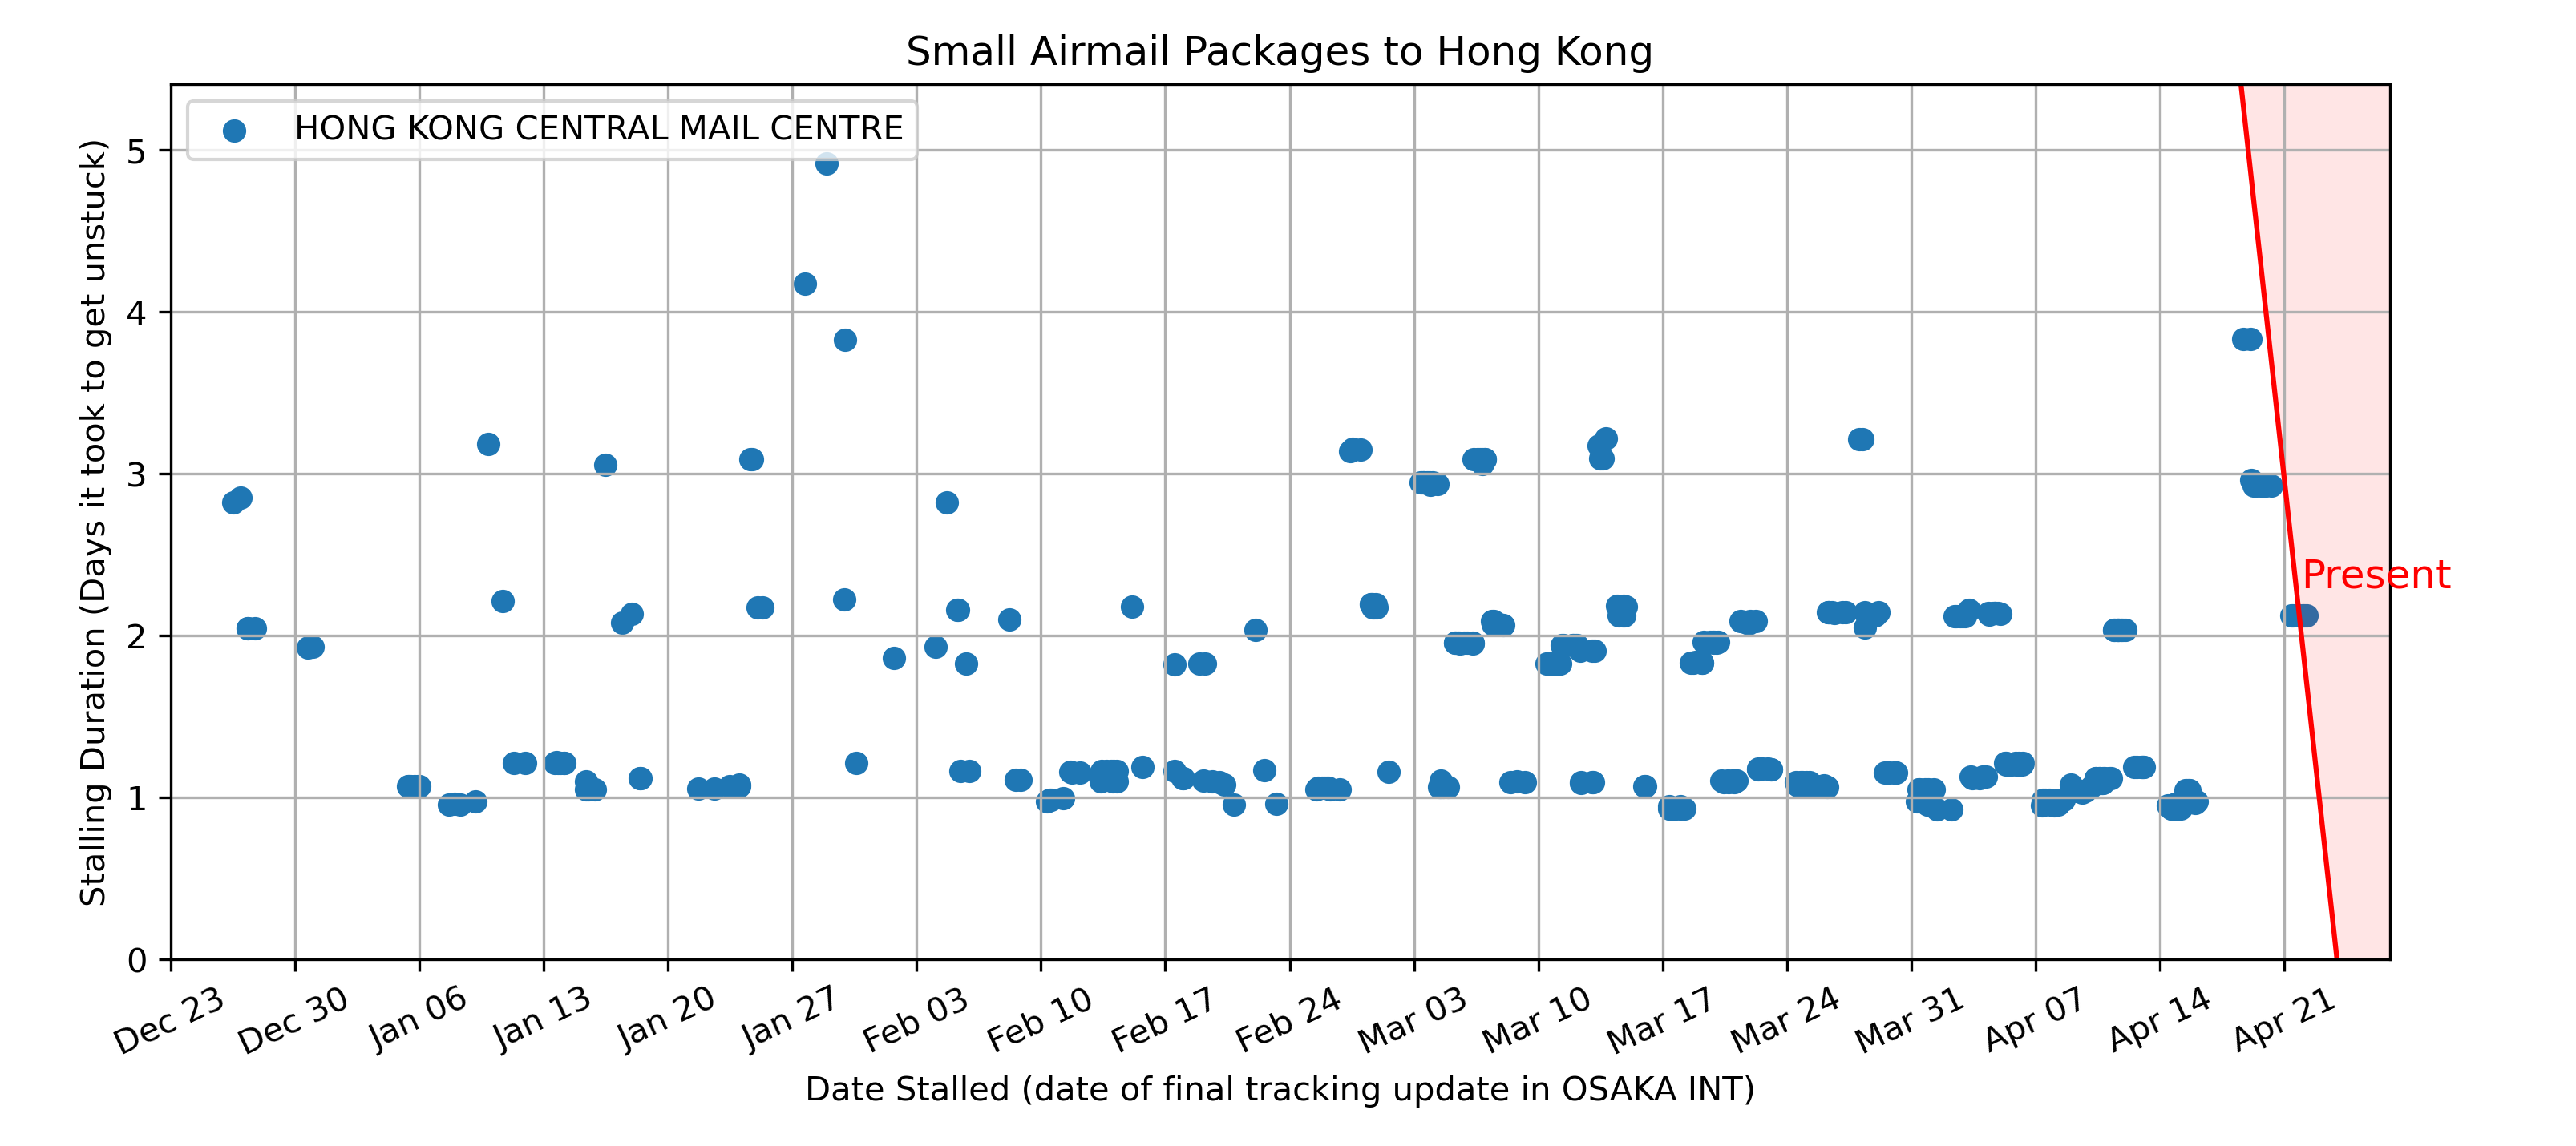 Small Airmail Packages to Hong Kong
HONG KONG CENTRAL MAIL CENTRE
Stalling Duration (Days it took to get unstuck)
5
4
3
2
1
0
Present
Dec 23
Dec 30
Jan 06
Jan 13
Jan 20
Jan 27
Feb 03
Feb 10
Feb 17
Feb 24
Mar 03
Mar 10
Mar 17
Mar 24
Mar 31
Apr 07
Apr 14
Apr 21
Date Stalled (date of final tracking update in OSAKA INT)